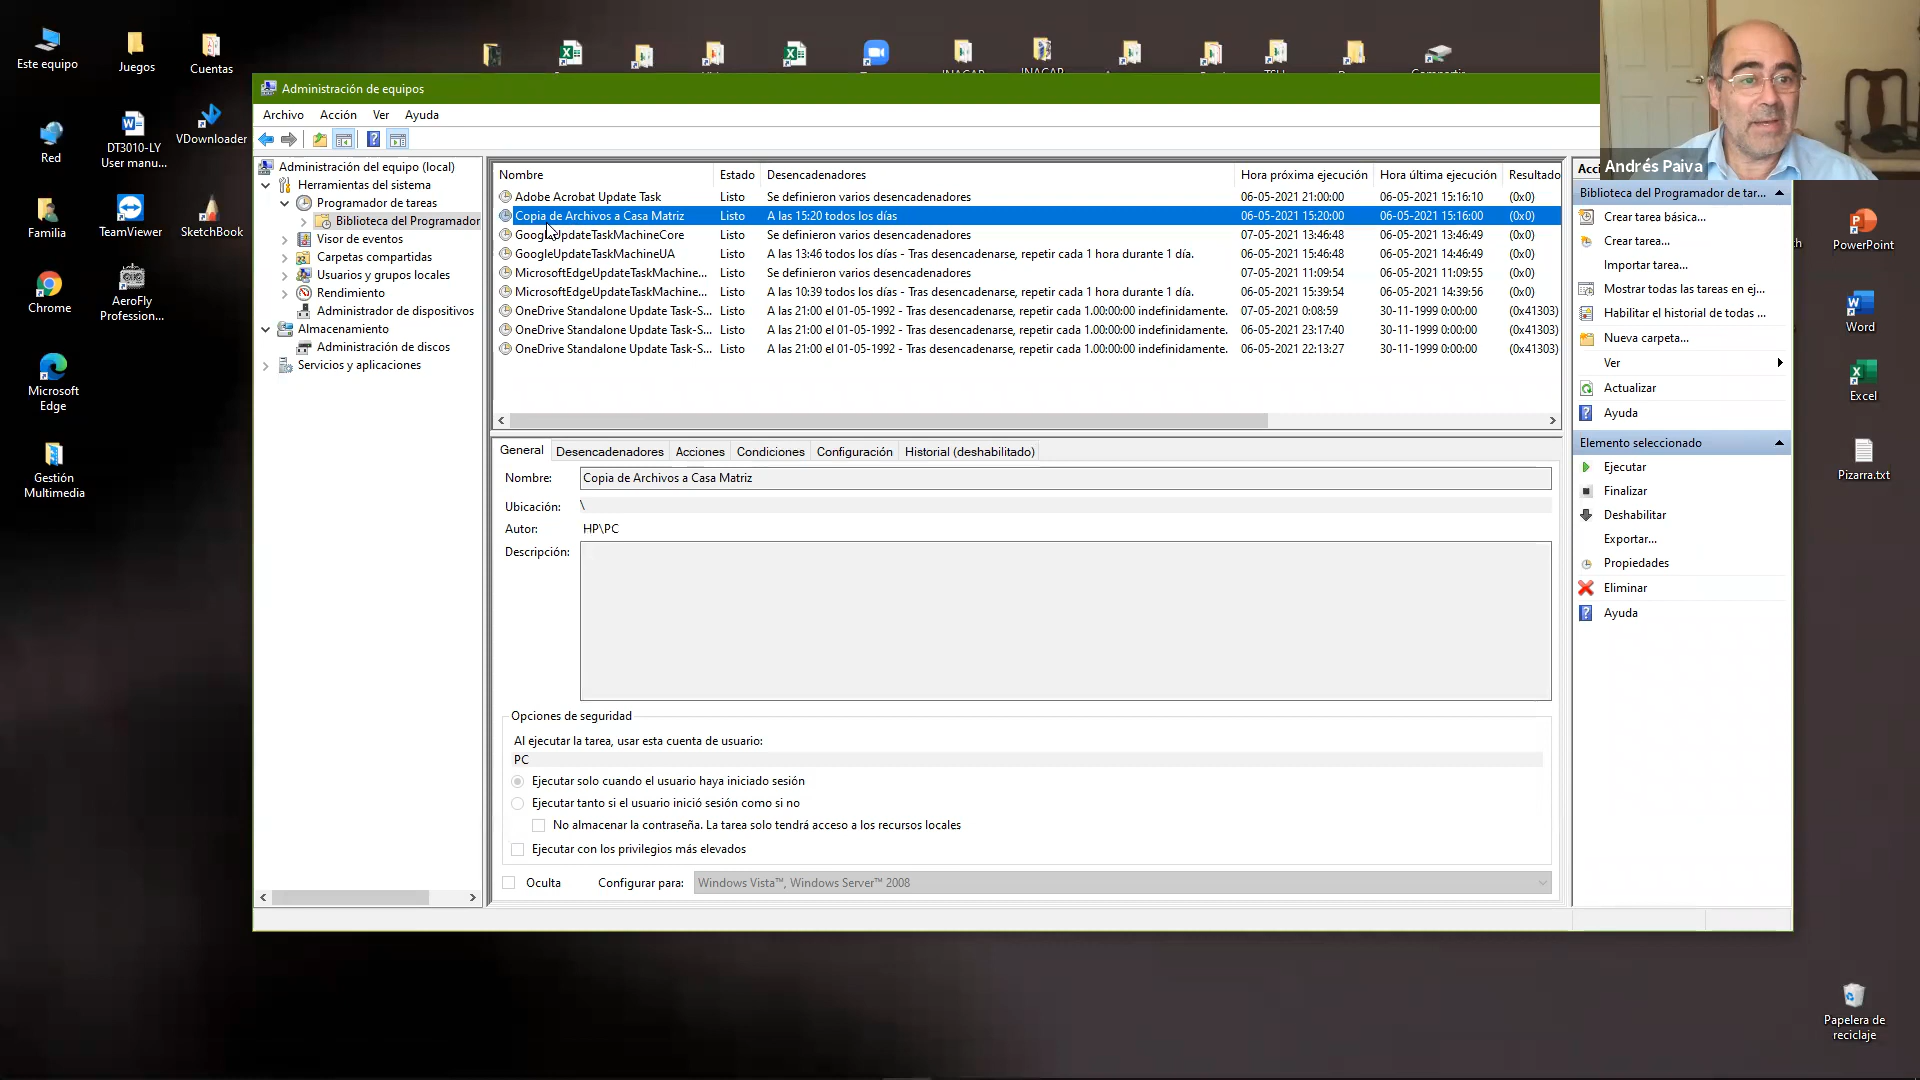 Este equipo
Juegos
Cuentas
Red
DT3010-LY
User manu...
VDownloader
Familia
TeamViewer
SketchBook
Chrome
AeroFly
Profession...
Microsoft
Edge
Gestión
Multimedia
INACAP
INACAP
Compartir
Andrés Paiva
PowerPoint
Word
Excel
Pizarra.txt
Papelera de
reciclaje
Administración de equipos
Archivo Acción Ver Ayuda
Administración del equipo (local)
Herramientas del sistema
Programador de tareas
Biblioteca del Programador
Visor de eventos
Carpetas compartidas
Usuarios y grupos locales
Rendimiento
Administrador de dispositivos
Almacenamiento
Administración de discos
Servicios y aplicaciones
Nombre Estado Desencadenadores Hora próxima ejecución Hora última ejecución Resultado
Adobe Acrobat Update Task Listo Se definieron varios desencadenadores 06-05-2021 21:00:00 06-05-2021 15:16:10 (0x0)
Copia de Archivos a Casa Matriz Listo A las 15:20 todos los días 06-05-2021 15:20:00 06-05-2021 15:16:00 (0x0)
GoogleUpdateTaskMachineCore Listo Se definieron varios desencadenadores 07-05-2021 13:46:48 06-05-2021 13:46:49 (0x0)
GoogleUpdateTaskMachineUA Listo A las 13:46 todos los días - Tras desencadenarse, repetir cada 1 hora durante 1 día. 06-05-2021 15:46:48 06-05-2021 14:46:49 (0x0)
MicrosoftEdgeUpdateTaskMachine... Listo Se definieron varios desencadenadores 07-05-2021 11:09:54 06-05-2021 11:09:55 (0x0)
MicrosoftEdgeUpdateTaskMachine... Listo A las 10:39 todos los días - Tras desencadenarse, repetir cada 1 hora durante 1 día. 06-05-2021 15:39:54 06-05-2021 14:39:56 (0x0)
OneDrive Standalone Update Task-S... Listo A las 21:00 el 01-05-1992 - Tras desencadenarse, repetir cada 1.00:00:00 indefinidamente. 07-05-2021 0:08:59 30-11-1999 0:00:00 (0x41303)
OneDrive Standalone Update Task-S... Listo A las 21:00 el 01-05-1992 - Tras desencadenarse, repetir cada 1.00:00:00 indefinidamente. 06-05-2021 23:17:40 30-11-1999 0:00:00 (0x41303)
OneDrive Standalone Update Task-S... Listo A las 21:00 el 01-05-1992 - Tras desencadenarse, repetir cada 1.00:00:00 indefinidamente. 06-05-2021 22:13:27 30-11-1999 0:00:00 (0x41303)
General Desencadenadores Acciones Condiciones Configuración Historial (deshabilitado)
Nombre: Copia de Archivos a Casa Matriz
Ubicación: \
Autor: HP\PC
Descripción:
Opciones de seguridad
Al ejecutar la tarea, usar esta cuenta de usuario:
PC
Ejecutar solo cuando el usuario haya iniciado sesión
Ejecutar tanto si el usuario inició sesión como si no
No almacenar la contraseña. La tarea solo tendrá acceso a los recursos locales
Ejecutar con los privilegios más elevados
Oculta Configurar para: Windows Vista™, Windows Server™ 2008
Acci
Biblioteca del Programador de tar...
Crear tarea básica...
Crear tarea...
Importar tarea...
Mostrar todas las tareas en ej...
Habilitar el historial de todas ...
Nueva carpeta...
Ver
Actualizar
Ayuda
Elemento seleccionado
Ejecutar
Finalizar
Deshabilitar
Exportar...
Propiedades
Eliminar
Ayuda